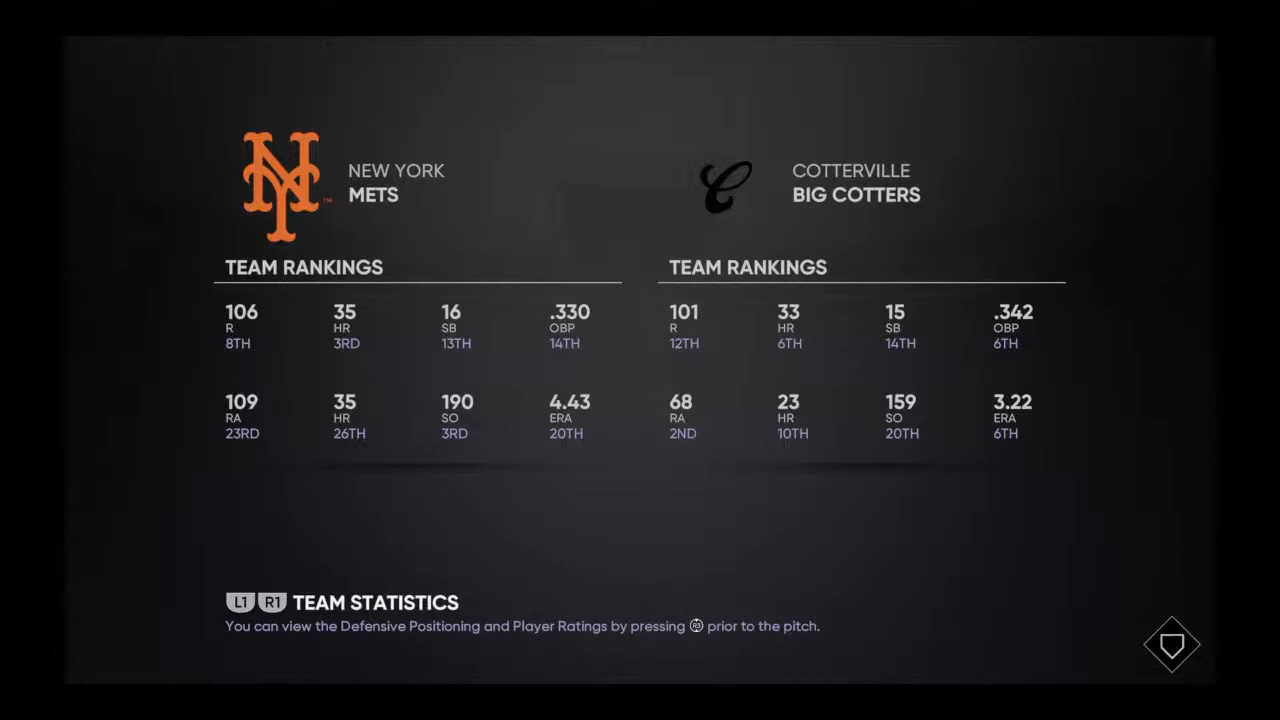 NY
TM
NEW YORK
METS
TEAM RANKINGS
106 35 16 .330
R HR SB OBP
8TH 3RD 13TH 14TH
109 35 190 4.43
RA HR SO ERA
23RD 26TH 3RD 20TH
C
COTTERVILLE
BIG COTTERS
TEAM RANKINGS
101 33 15 .342
R HR SB OBP
12TH 6TH 14TH 6TH
68 23 159 3.22
RA HR SO ERA
2ND 10TH 20TH 6TH
L1 R1 TEAM STATISTICS
You can view the Defensive Positioning and Player Ratings by pressing R3 prior to the pitch.